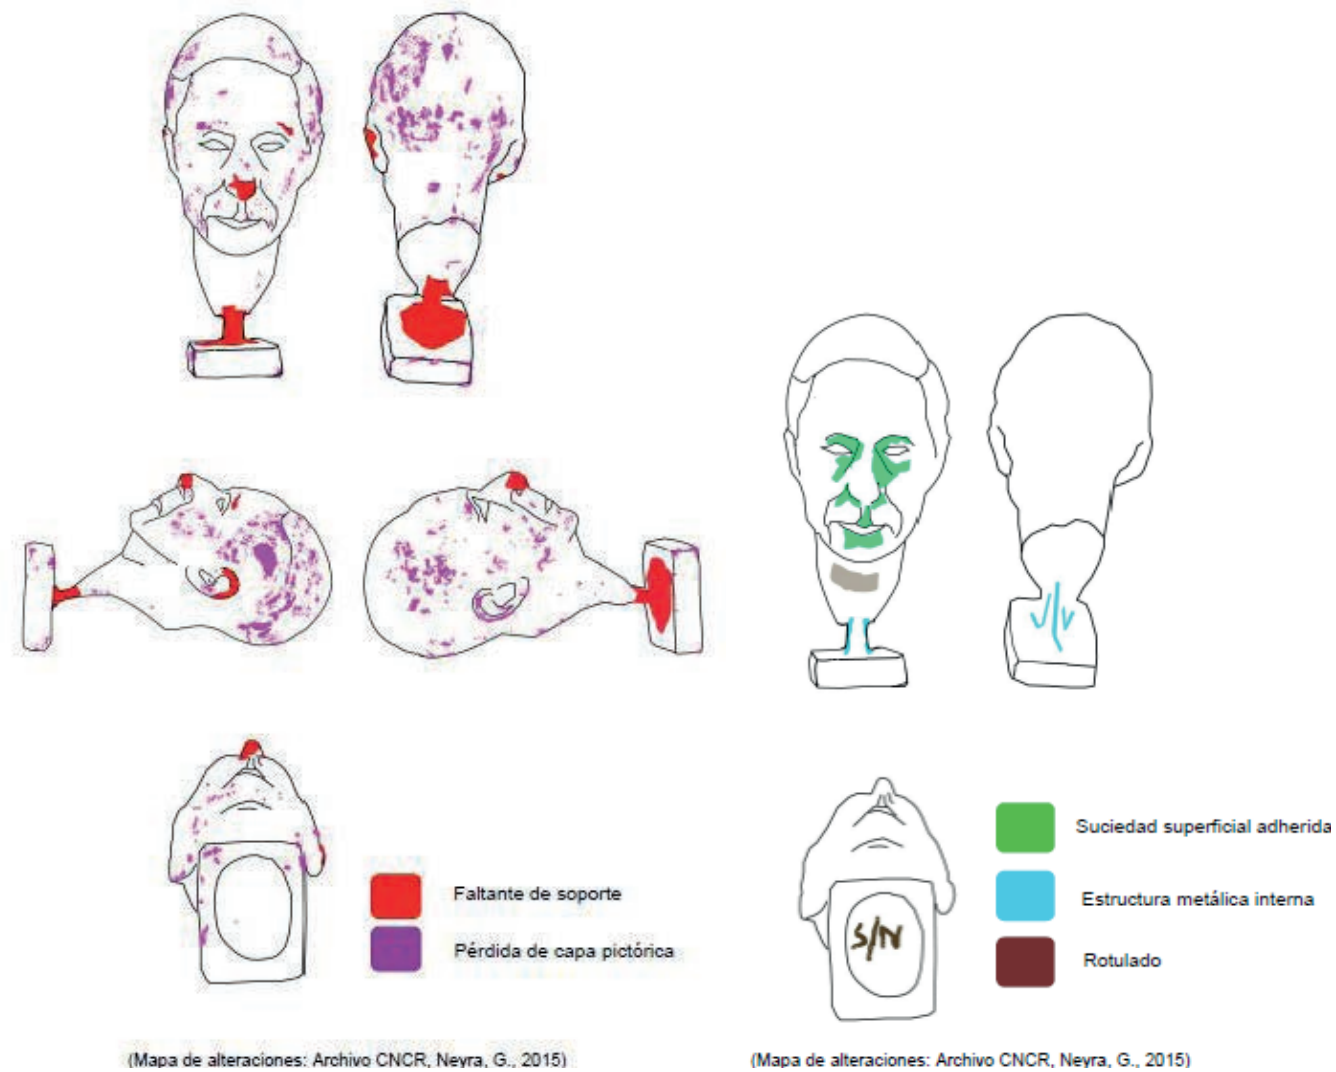 Faltante de soporte
Pérdida de capa pictórica
(Mapa de alteraciones: Archivo CNCR, Neyra, G., 2015)
S/N
Suciedad superficial adherida
Estructura metálica interna
Rotulado
(Mapa de alteraciones: Archivo CNCR, Neyra, G., 2015)